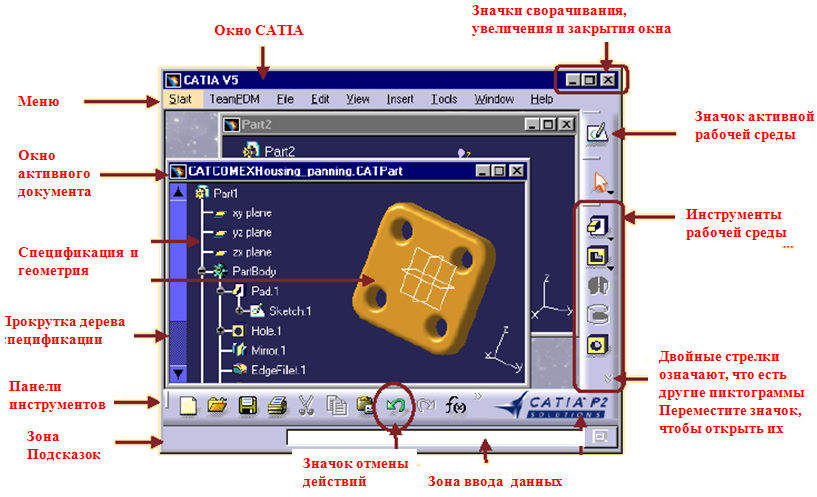 Окно CATIA
Значки сворачивания,
увеличения и закрытия окна
CATIA V5
Меню
Start TeamPDM File Edit View Insert Tools Window Help
Значок активной
рабочей среды
Part2
Part2
Окно
активного
документа
CATCOMEXHousing_panning.CATPart
Part1
xy plane
yz plane
zx plane
PartBody
Pad.1
Sketch.1
Hole.1
Mirror.1
EdgeFillet.1
z
x
z
y
x
Инструменты
рабочей среды
...
Спецификация и
геометрия
Прокрутка дерева
спецификации
Двойные стрелки
означают, что есть
другие пиктограммы
Переместите значок,
чтобы открыть их
Панели
инструментов
f(x)
CATIA P2
SOLUTIONS
Зона
Подсказок
Значок отмены
действий
Зона ввода данных